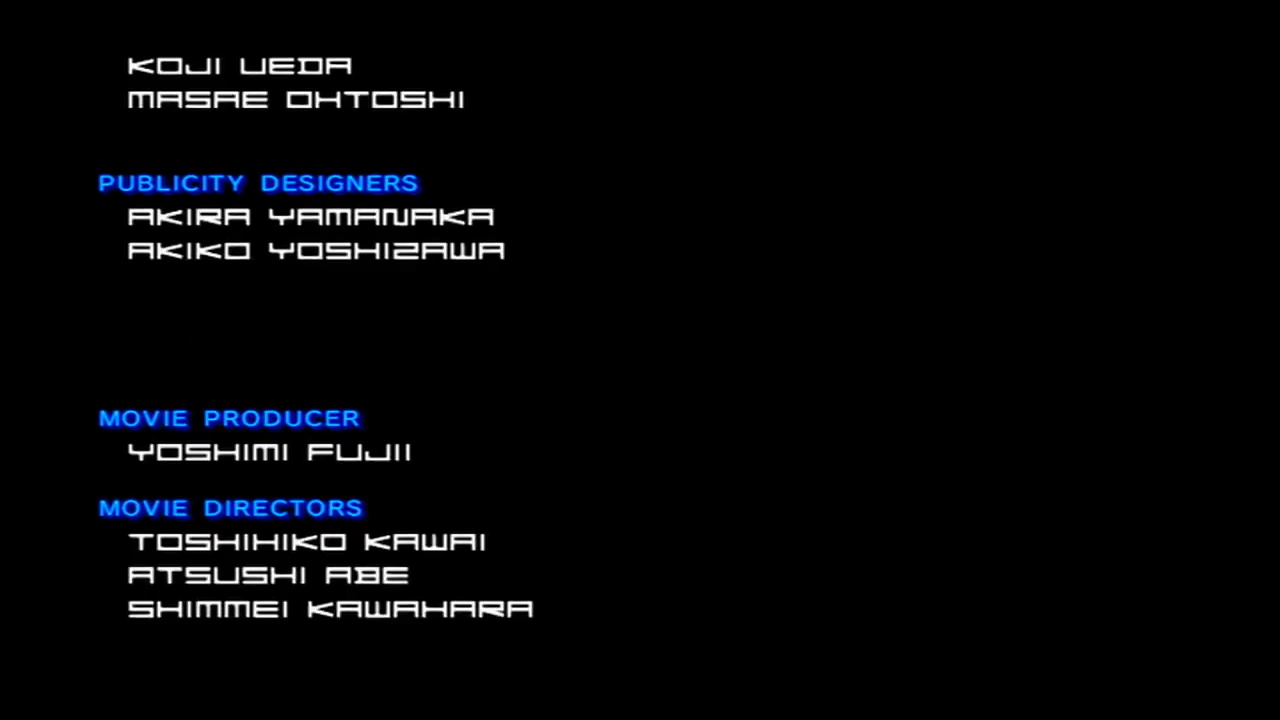 KOJI UEDA
MASAE OHTOSHI
PUBLICITY DESIGNERS
AKIRA YAMANAKA
AKIKO YOSHIZAWA
MOVIE PRODUCER
YOSHIMI FUJII
MOVIE DIRECTORS
TOSHIHIKO KAWAI
ATSUSHI ABE
SHIMMEI KAWAHARA